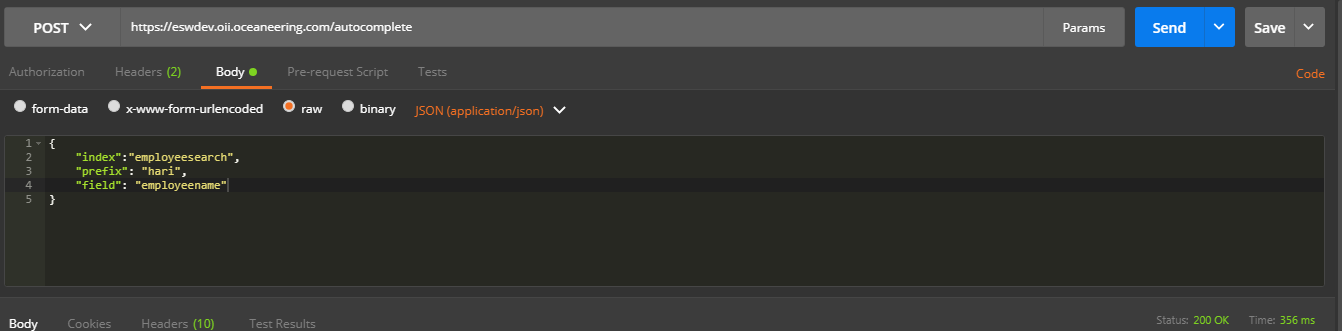 POST https://eswdev.oii.oceaneering.com/autocomplete Params Send Save
Authorization Headers (2) Body Pre-request Script Tests Code
form-data x-www-form-urlencoded raw binary JSON (application/json)
1 {
2 "index":"employeesearch",
3 "prefix": "hari",
4 "field": "employeename"
5 }
Body Cookies Headers (10) Test Results Status: 200 OK Time: 356 ms